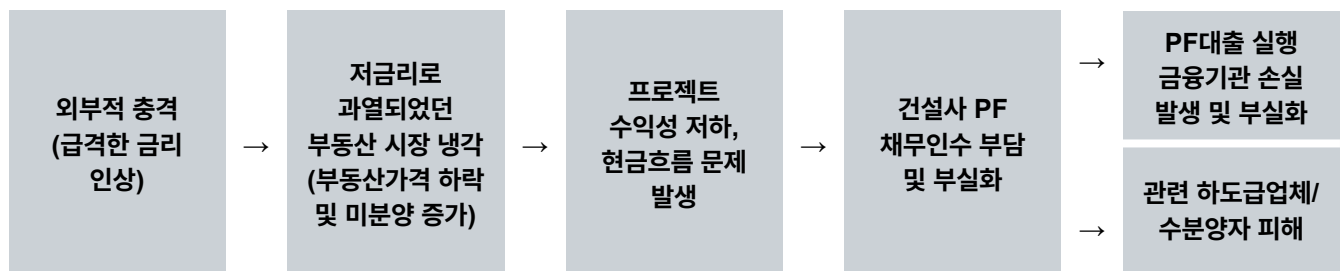 외부적 충격
(급격한 금리
인상)
→
저금리로
과열되었던
부동산 시장 냉각
(부동산가격 하락
및 미분양 증가)
→
프로젝트
수익성 저하,
현금흐름 문제
발생
→
건설사 PF
채무인수 부담
및 부실화
→
PF대출 실행
금융기관 손실
발생 및 부실화
→
관련 하도급업체/
수분양자 피해